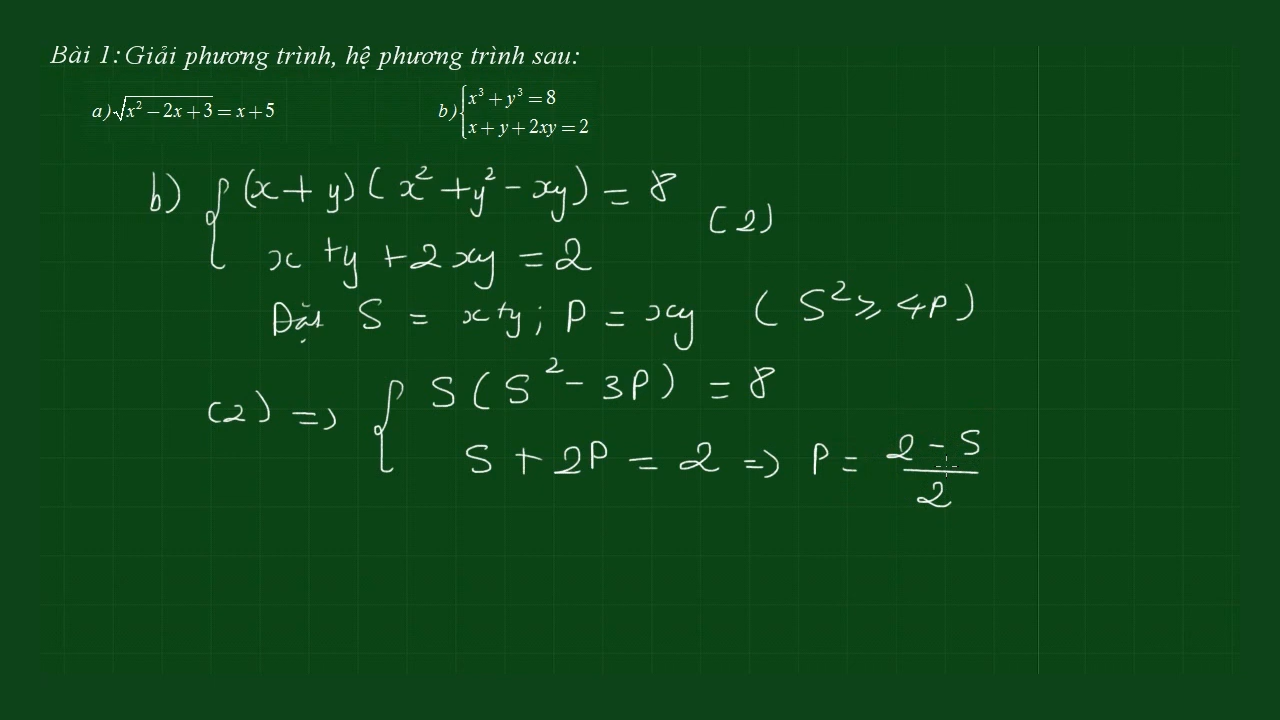 Bài 1: Giải phương trình, hệ phương trình sau:
a) √(x² − 2x + 3) = x + 5
b) { x³ + y³ = 8
x + y + 2xy = 2
b) { (x + y)(x² + y² − xy) = 8
x + y + 2xy = 2 (2)
Đặt S = x + y ; P = xy (S² ⩾ 4P)
(2) => { S(S² − 3P) = 8
S + 2P = 2 => P = (2 − S)/2